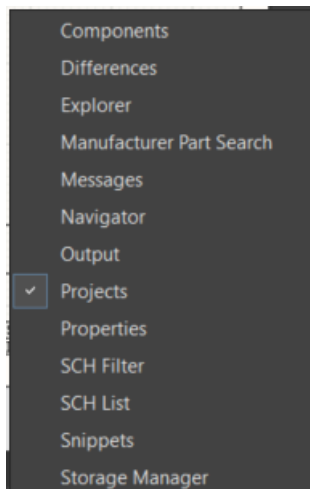 Components
Differences
Explorer
Manufacturer Part Search
Messages
Navigator
Output
Projects
Properties
SCH Filter
SCH List
Snippets
Storage Manager